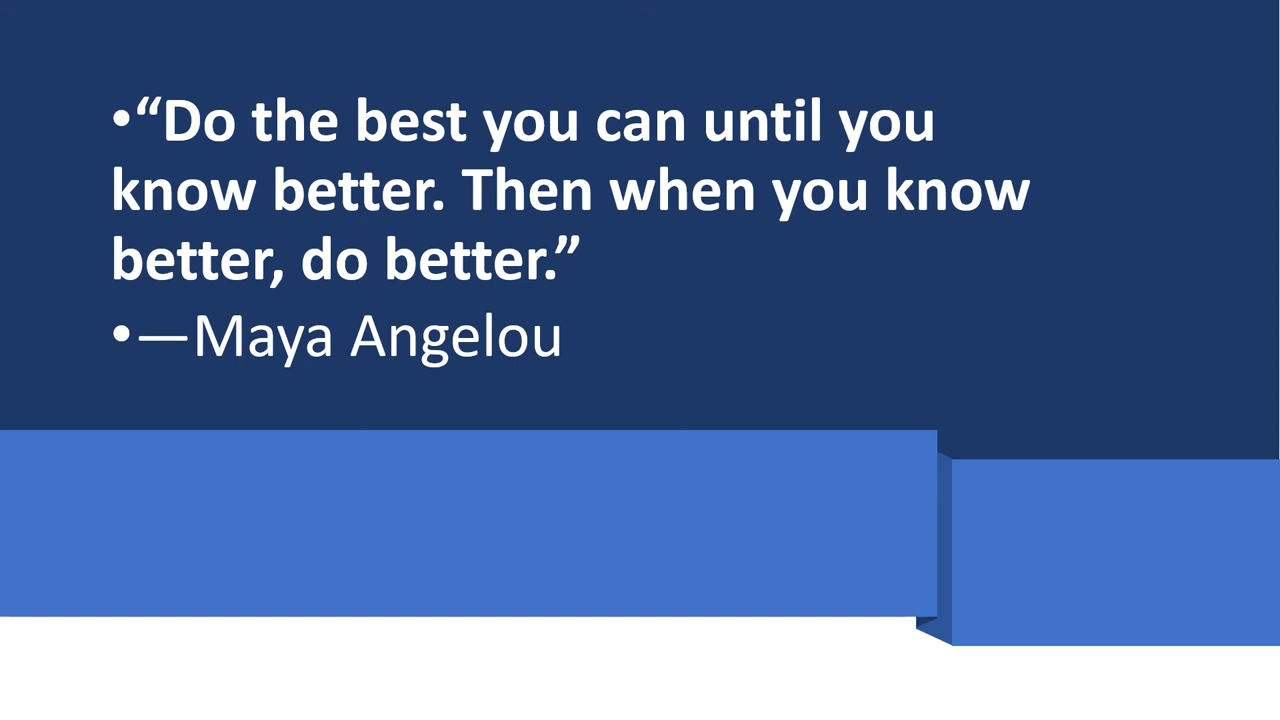 •“Do the best you can until you
know better. Then when you know
better, do better.”
•—Maya Angelou